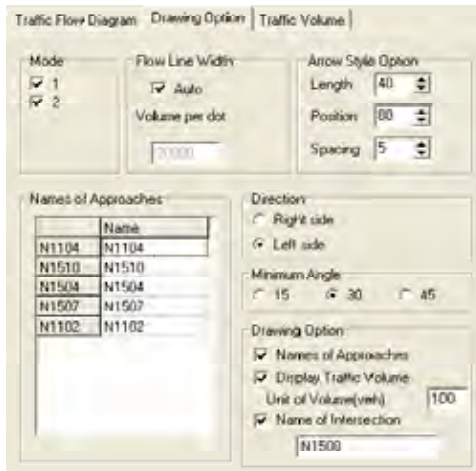 Traffic Flow Diagram
Drawing Option
Traffic Volume
Mode
1
2
Flow Line Width
Auto
Volume per dot
20000
Arrow Style Option
Length 40
Position 80
Spacing 5
Names of Approaches
Name
N1104 N1104
N1510 N1510
N1504 N1504
N1507 N1507
N1102 N1102
Direction
Right side
Left side
Minimum Angle
15 30 45
Drawing Option
Names of Approaches
Display Traffic Volume
Unit of Volume(veh) 100
Name of Intersection
N1508